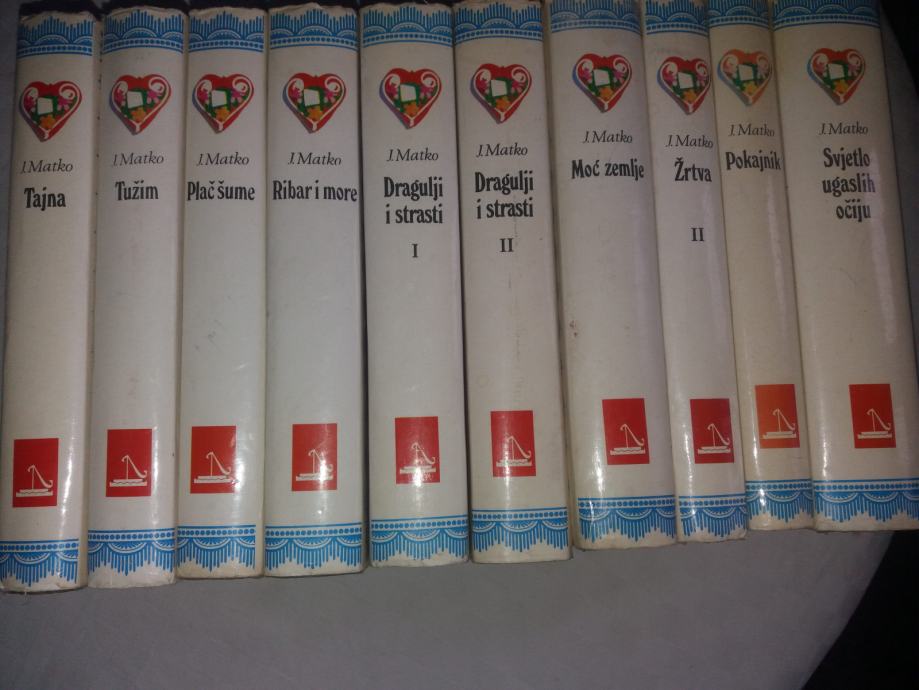 J. Matko
Tajna
J. Matko
Tužim
J. Matko
Plač šume
J. Matko
Ribar i more
J. Matko
Dragulji
i strasti
I
J. Matko
Dragulji
i strasti
II
J. Matko
Moć zemlje
J. Matko
Žrtva
II
J. Matko
Pokajnik
J. Matko
Svjetlo
ugaslih
očiju